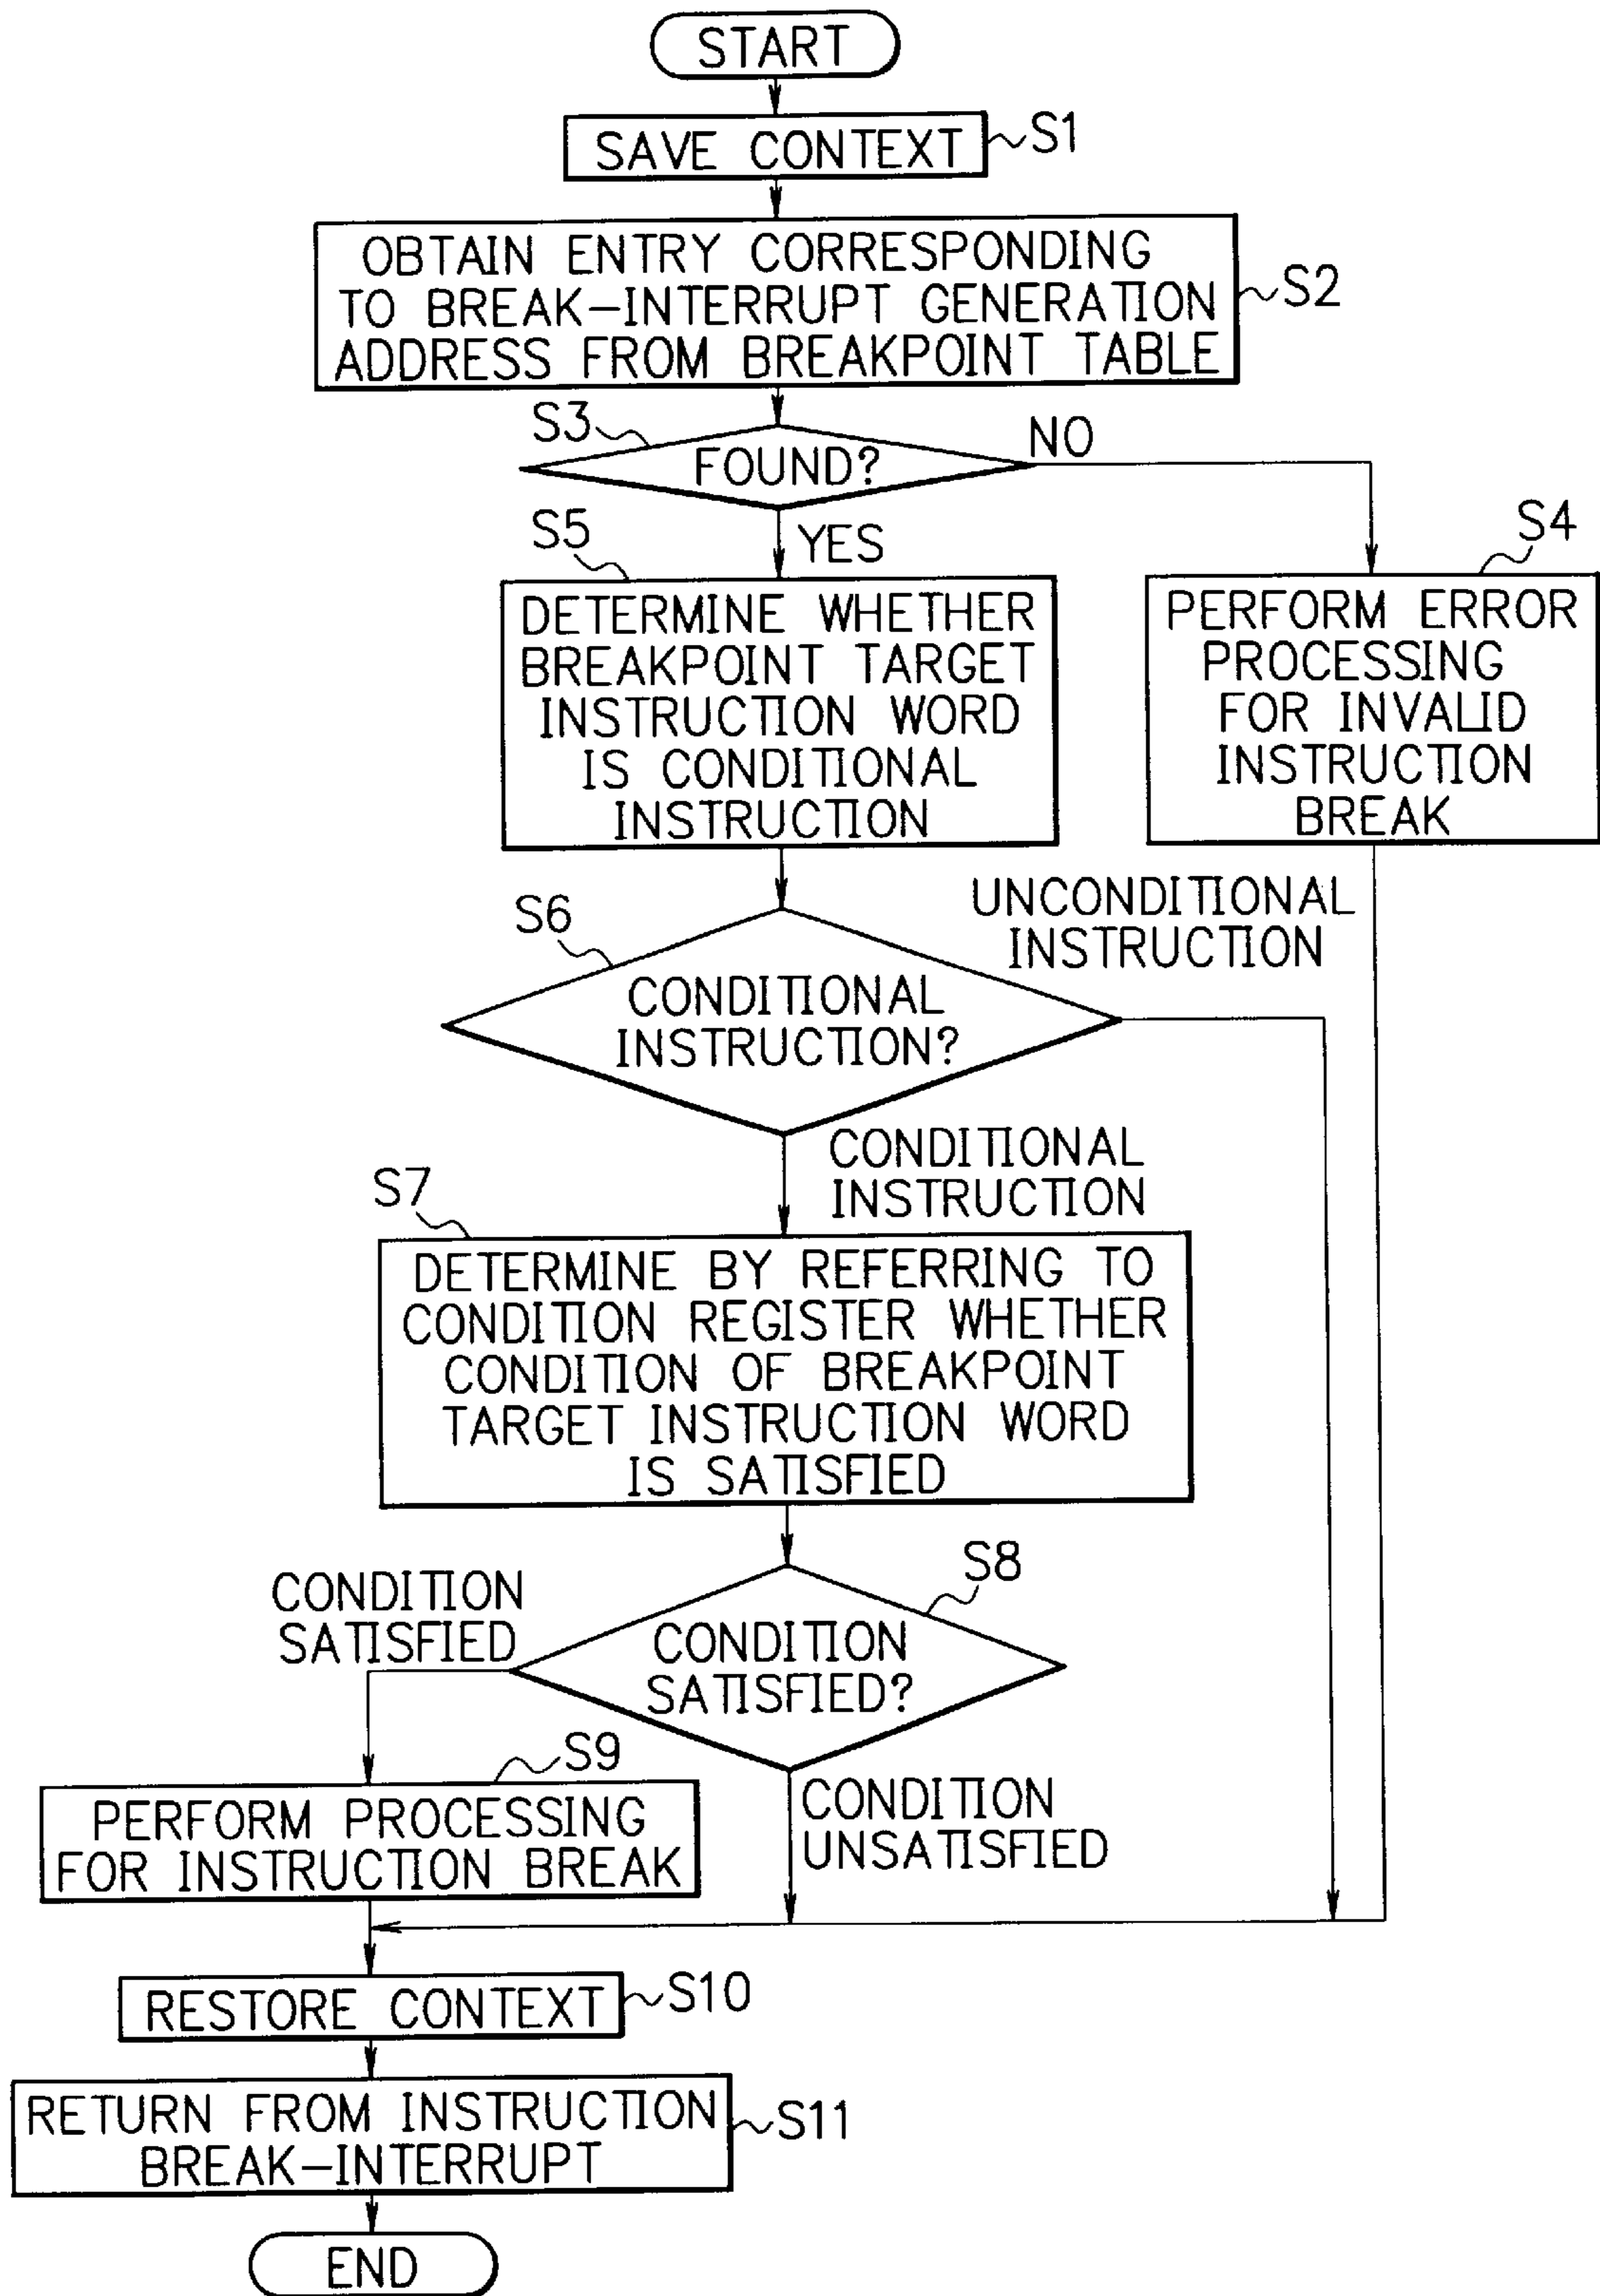 START
SAVE CONTEXT
S1
OBTAIN ENTRY CORRESPONDING
TO BREAK-INTERRUPT GENERATION
ADDRESS FROM BREAKPOINT TABLE
S2
S3
FOUND?
NO
YES
S5
DETERMINE WHETHER
BREAKPOINT TARGET
INSTRUCTION WORD
IS CONDITIONAL
INSTRUCTION
S4
PERFORM ERROR
PROCESSING
FOR INVALID
INSTRUCTION
BREAK
S6
CONDITIONAL
INSTRUCTION?
UNCONDITIONAL
INSTRUCTION
CONDITIONAL
INSTRUCTION
S7
DETERMINE BY REFERRING TO
CONDITION REGISTER WHETHER
CONDITION OF BREAKPOINT
TARGET INSTRUCTION WORD
IS SATISFIED
S8
CONDITION
SATISFIED?
CONDITION
SATISFIED
S9
PERFORM PROCESSING
FOR INSTRUCTION BREAK
CONDITION
UNSATISFIED
RESTORE CONTEXT
S10
RETURN FROM INSTRUCTION
BREAK-INTERRUPT
S11
END